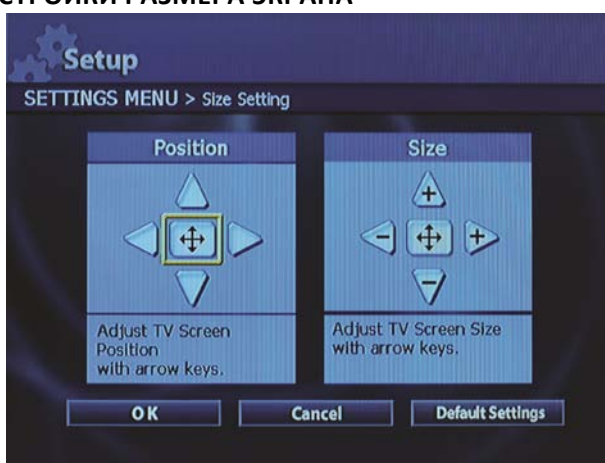 РАЗМЕРА ЭКРАНА
Setup
SETTINGS MENU > Size Setting
Position
Size
+
-
+
-
Adjust TV Screen
Position
with arrow keys.
Adjust TV Screen Size
with arrow keys.
OK
Cancel
Default Settings